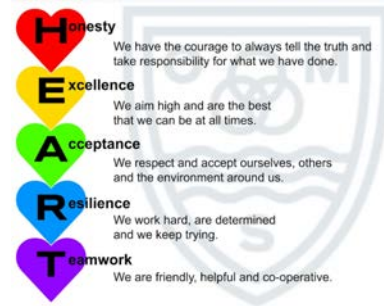 Honesty
We have the courage to always tell the truth and
take responsibility for what we have done.
Excellence
We aim high and are the best
that we can be at all times.
Acceptance
We respect and accept ourselves, others
and the environment around us.
Resilience
We work hard, are determined
and we keep trying.
Teamwork
We are friendly, helpful and co-operative.
O M
S